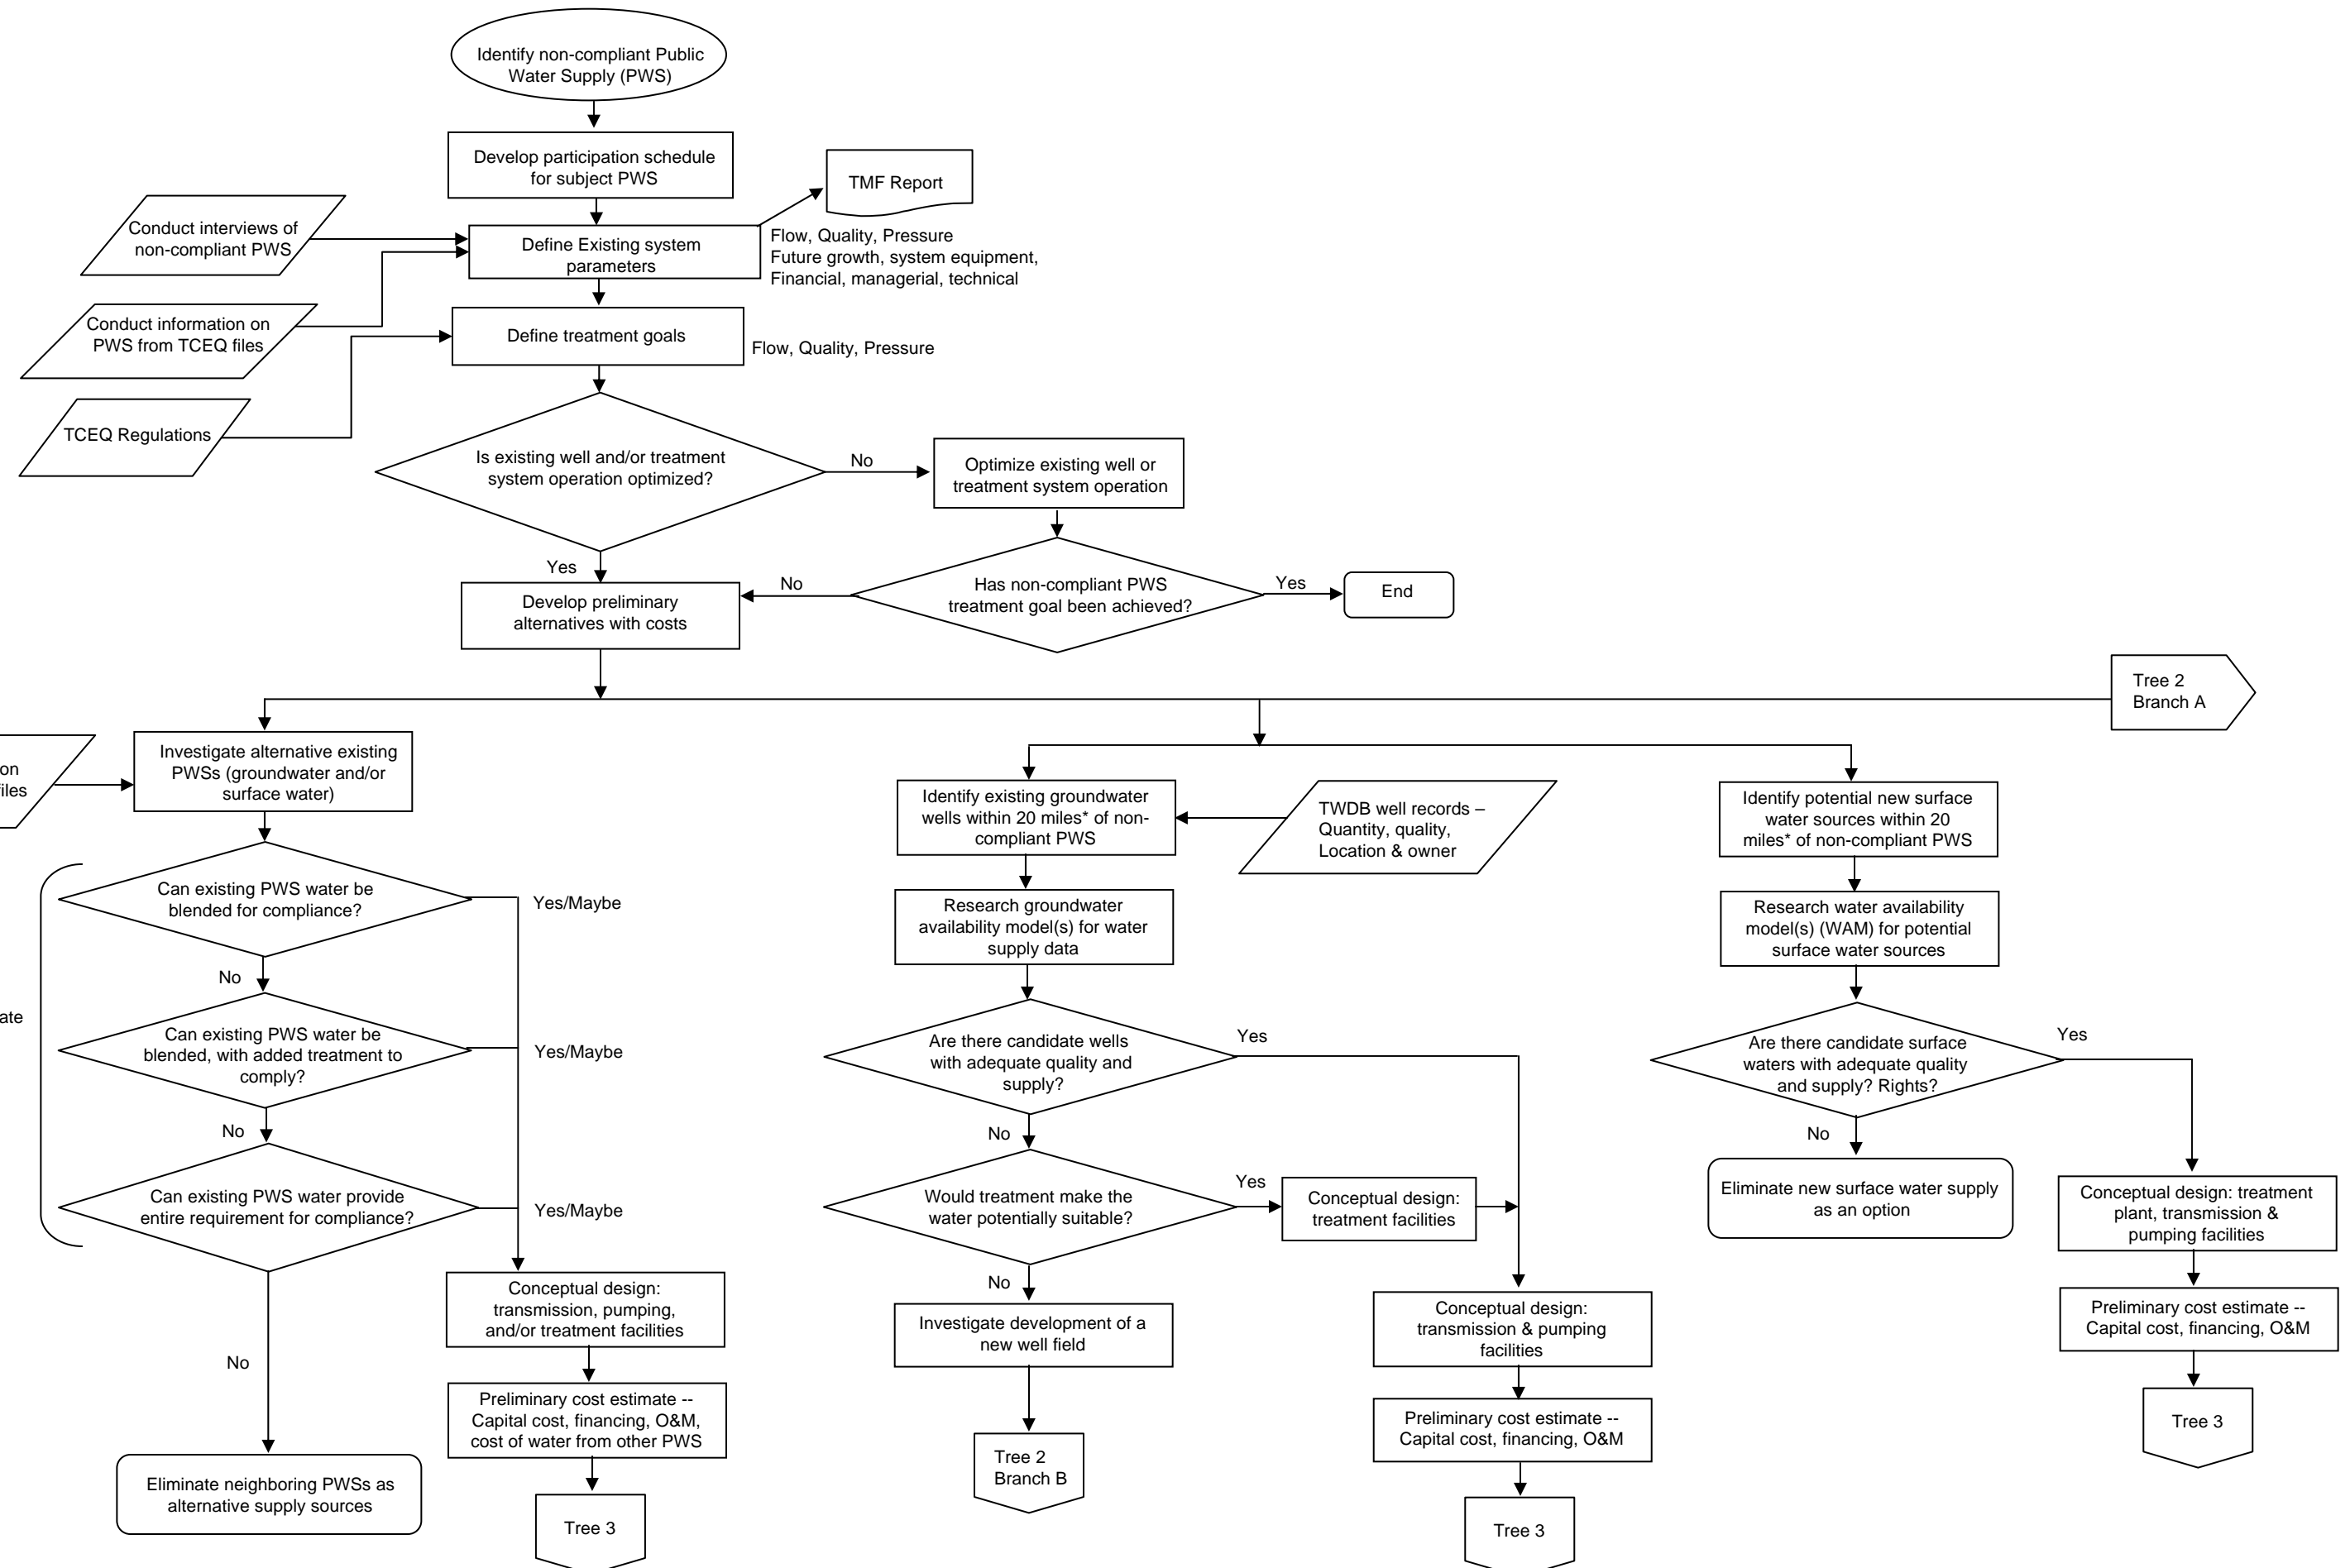 Identify non-compliant Public
Water Supply (PWS)
Develop participation schedule
for subject PWS
TMF Report
Conduct interviews of
non-compliant PWS
Define Existing system
parameters
Flow, Quality, Pressure
Future growth, system equipment,
Financial, managerial, technical
Conduct information on
PWS from TCEQ files
Define treatment goals
Flow, Quality, Pressure
TCEQ Regulations
Is existing well and/or treatment
system operation optimized?
No
Optimize existing well or
treatment system operation
Yes
Develop preliminary
alternatives with costs
No
Has non-compliant PWS
treatment goal been achieved?
Yes
End
Tree 2
Branch A
on
files
Investigate alternative existing
PWSs (groundwater and/or
surface water)
Identify existing groundwater
wells within 20 miles* of non-
compliant PWS
TWDB well records –
Quantity, quality,
Location & owner
Identify potential new surface
water sources within 20
miles* of non-compliant PWS
Can existing PWS water be
blended for compliance?
Yes/Maybe
Research groundwater
availability model(s) for water
supply data
Research water availability
model(s) (WAM) for potential
surface water sources
No
ate
Can existing PWS water be
blended, with added treatment to
comply?
Yes/Maybe
Are there candidate wells
with adequate quality and
supply?
Yes
Are there candidate surface
waters with adequate quality
and supply? Rights?
Yes
No
No
No
Can existing PWS water provide
entire requirement for compliance?
Yes/Maybe
Would treatment make the
water potentially suitable?
Yes
Conceptual design:
treatment facilities
Eliminate new surface water supply
as an option
Conceptual design: treatment
plant, transmission &
pumping facilities
No
Conceptual design:
transmission, pumping,
and/or treatment facilities
No
Investigate development of a
new well field
Conceptual design:
transmission & pumping
facilities
Preliminary cost estimate --
Capital cost, financing, O&M
Preliminary cost estimate --
Capital cost, financing, O&M,
cost of water from other PWS
Preliminary cost estimate --
Capital cost, financing, O&M
Tree 3
Eliminate neighboring PWSs as
alternative supply sources
Tree 3
Tree 2
Branch B
Tree 3